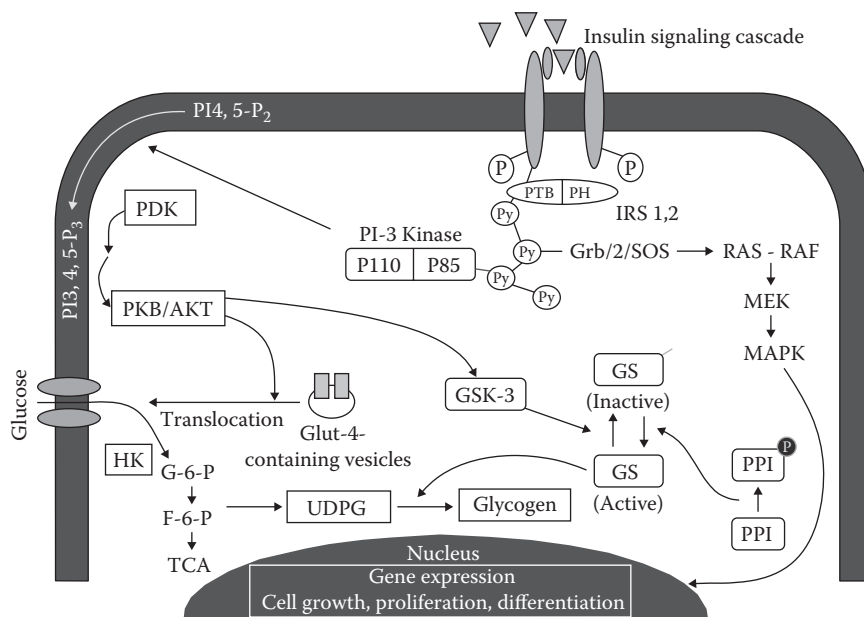 Insulin signaling cascade
PI4, 5-P2
P
P
PTB PH
IRS 1,2
PDK
Py
PI-3 Kinase
P110 P85
Py
Py
Py
Grb/2/SOS
RAS - RAF
PI3, 4, 5-P3
MEK
PKB/AKT
MAPK
GS
(Inactive)
GSK-3
Glucose
Translocation
Glut-4-
containing vesicles
HK
G-6-P
GS
(Active)
PPI
P
F-6-P
UDPG
Glycogen
PPI
TCA
Nucleus
Gene expression
Cell growth, proliferation, differentiation